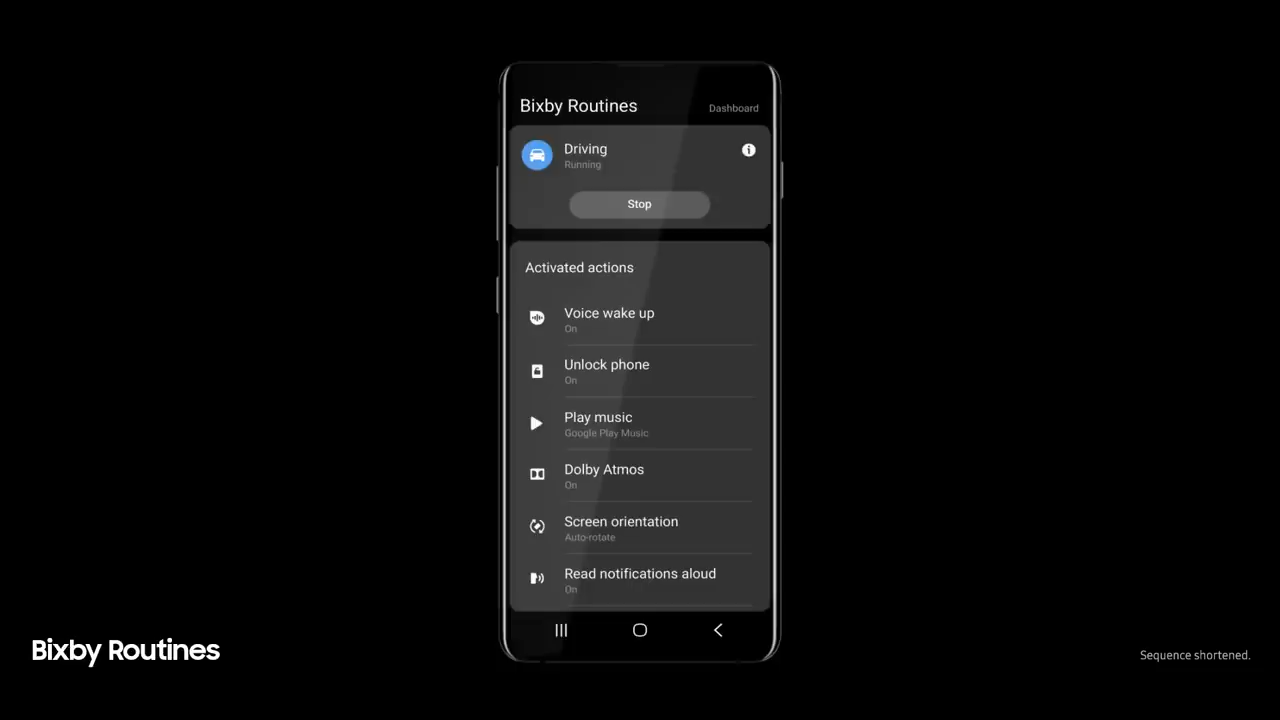 Bixby Routines
Dashboard
Driving
Running
Stop
Activated actions
Voice wake up
On
Unlock phone
On
Play music
Google Play Music
Dolby Atmos
On
Screen orientation
Auto-rotate
Read notifications aloud
On
Bixby Routines
Sequence shortened.